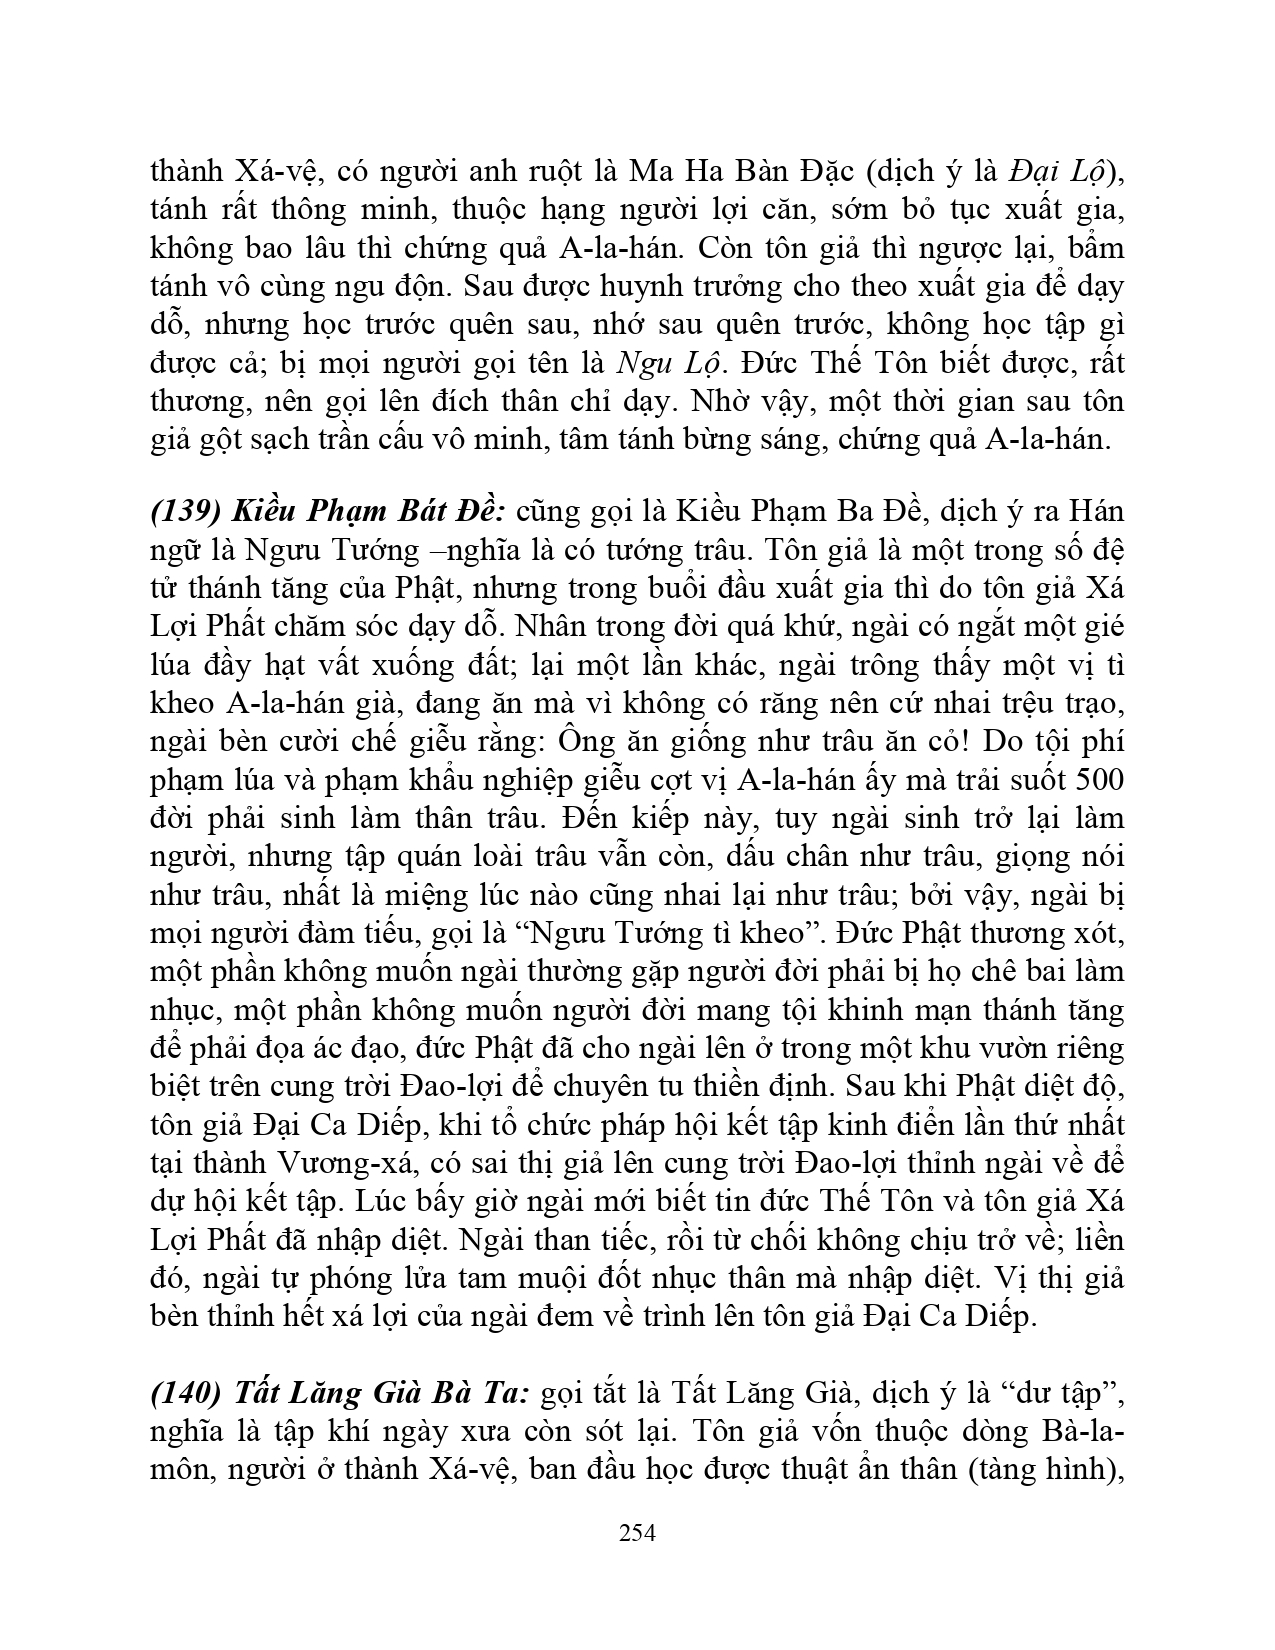 thành Xá-vệ, có người anh ruột là Ma Ha Bàn Đặc (dịch ý là Đại Lộ),
tánh rất thông minh, thuộc hạng người lợi căn, sớm bỏ tục xuất gia,
không bao lâu thì chứng quả A-la-hán. Còn tôn giả thì ngược lại, bẩm
tánh vô cùng ngu độn. Sau được huynh trưởng cho theo xuất gia để dạy
dỗ, nhưng học trước quên sau, nhớ sau quên trước, không học tập gì
được cả; bị mọi người gọi tên là Ngu Lộ. Đức Thế Tôn biết được, rất
thương, nên gọi lên đích thân chỉ dạy. Nhờ vậy, một thời gian sau tôn
giả gột sạch trần cấu vô minh, tâm tánh bừng sáng, chứng quả A-la-hán.
(139) Kiều Phạm Bát Đề: cũng gọi là Kiều Phạm Ba Đề, dịch ý ra Hán
ngữ là Ngưu Tướng –nghĩa là có tướng trâu. Tôn giả là một trong số đệ
tử thánh tăng của Phật, nhưng trong buổi đầu xuất gia thì do tôn giả Xá
Lợi Phất chăm sóc dạy dỗ. Nhân trong đời quá khứ, ngài có ngắt một gié
lúa đầy hạt vất xuống đất; lại một lần khác, ngài trông thấy một vị tì
kheo A-la-hán già, đang ăn mà vì không có răng nên cứ nhai trệu trạo,
ngài bèn cười chế giễu rằng: Ông ăn giống như trâu ăn cỏ! Do tội phí
phạm lúa và phạm khẩu nghiệp giễu cợt vị A-la-hán ấy mà trải suốt 500
đời phải sinh làm thân trâu. Đến kiếp này, tuy ngài sinh trở lại làm
người, nhưng tập quán loài trâu vẫn còn, dấu chân như trâu, giọng nói
như trâu, nhất là miệng lúc nào cũng nhai lại như trâu; bởi vậy, ngài bị
mọi người đàm tiếu, gọi là “Ngưu Tướng tì kheo”. Đức Phật thương xót,
một phần không muốn ngài thường gặp người đời phải bị họ chê bai làm
nhục, một phần không muốn người đời mang tội khinh mạn thánh tăng
để phải đọa ác đạo, đức Phật đã cho ngài lên ở trong một khu vườn riêng
biệt trên cung trời Đao-lợi để chuyên tu thiền định. Sau khi Phật diệt độ,
tôn giả Đại Ca Diếp, khi tổ chức pháp hội kết tập kinh điển lần thứ nhất
tại thành Vương-xá, có sai thị giả lên cung trời Đao-lợi thỉnh ngài về để
dự hội kết tập. Lúc bấy giờ ngài mới biết tin đức Thế Tôn và tôn giả Xá
Lợi Phất đã nhập diệt. Ngài than tiếc, rồi từ chối không chịu trở về; liền
đó, ngài tự phóng lửa tam muội đốt nhục thân mà nhập diệt. Vị thị giả
bèn thỉnh hết xá lợi của ngài đem về trình lên tôn giả Đại Ca Diếp.
(140) Tất Lăng Già Bà Ta: gọi tắt là Tất Lăng Già, dịch ý là “dư tập”,
nghĩa là tập khí ngày xưa còn sót lại. Tôn giả vốn thuộc dòng Bà-la-
môn, người ở thành Xá-vệ, ban đầu học được thuật ẩn thân (tàng hình),
254